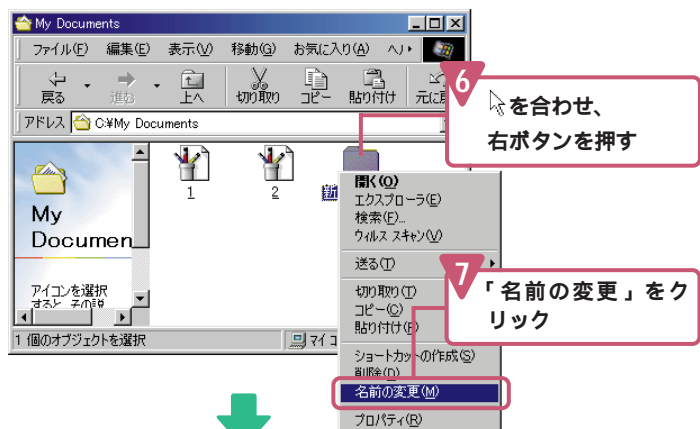 My Documents
ファイル(F) 編集(E) 表示(V) 移動(G) お気に入り(A) ヘル
戻る 進む 上へ 切り取り コピー 貼り付け 元に戻
アドレス C:¥My Documents
6
を合わせ、
右ボタンを押す
1
2
新
My
Documen
アイコンを選択
すると、その説
1 個のオブジェクトを選択
マイ コ
開く(O)
エクスプローラ(E)
検索(F)...
ウィルス スキャン(V)
送る(T)
切り取り(T)
コピー(C)
貼り付け(P)
ショートカットの作成(S)
削除(D)
名前の変更(M)
プロパティ(R)
7
「名前の変更」をク
リック